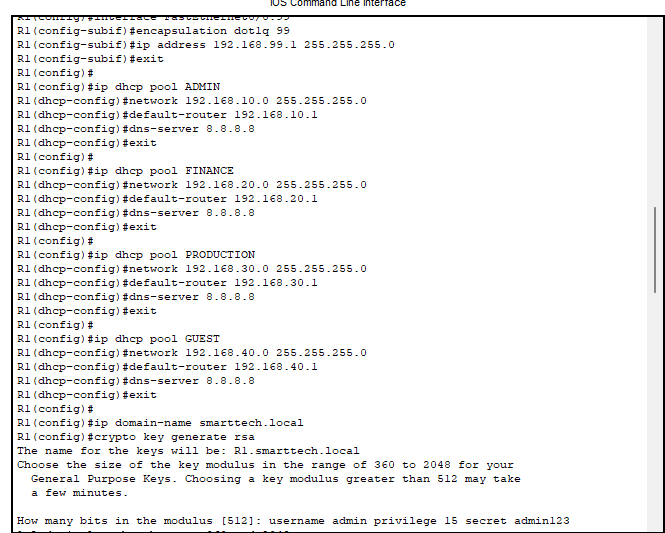 IOS Command Line Interface
R1(config)#interface FastEthernet0/0.99
R1(config-subif)#encapsulation dot1q 99
R1(config-subif)#ip address 192.168.99.1 255.255.255.0
R1(config-subif)#exit
R1(config)#
R1(config)#ip dhcp pool ADMIN
R1(dhcp-config)#network 192.168.10.0 255.255.255.0
R1(dhcp-config)#default-router 192.168.10.1
R1(dhcp-config)#dns-server 8.8.8.8
R1(dhcp-config)#exit
R1(config)#
R1(config)#ip dhcp pool FINANCE
R1(dhcp-config)#network 192.168.20.0 255.255.255.0
R1(dhcp-config)#default-router 192.168.20.1
R1(dhcp-config)#dns-server 8.8.8.8
R1(dhcp-config)#exit
R1(config)#
R1(config)#ip dhcp pool PRODUCTION
R1(dhcp-config)#network 192.168.30.0 255.255.255.0
R1(dhcp-config)#default-router 192.168.30.1
R1(dhcp-config)#dns-server 8.8.8.8
R1(dhcp-config)#exit
R1(config)#
R1(config)#ip dhcp pool GUEST
R1(dhcp-config)#network 192.168.40.0 255.255.255.0
R1(dhcp-config)#default-router 192.168.40.1
R1(dhcp-config)#dns-server 8.8.8.8
R1(dhcp-config)#exit
R1(config)#
R1(config)#ip domain-name smarttech.local
R1(config)#crypto key generate rsa
The name for the keys will be: R1.smarttech.local
Choose the size of the key modulus in the range of 360 to 2048 for your
General Purpose Keys. Choosing a key modulus greater than 512 may take
a few minutes.
How many bits in the modulus [512]: username admin privilege 15 secret admin123